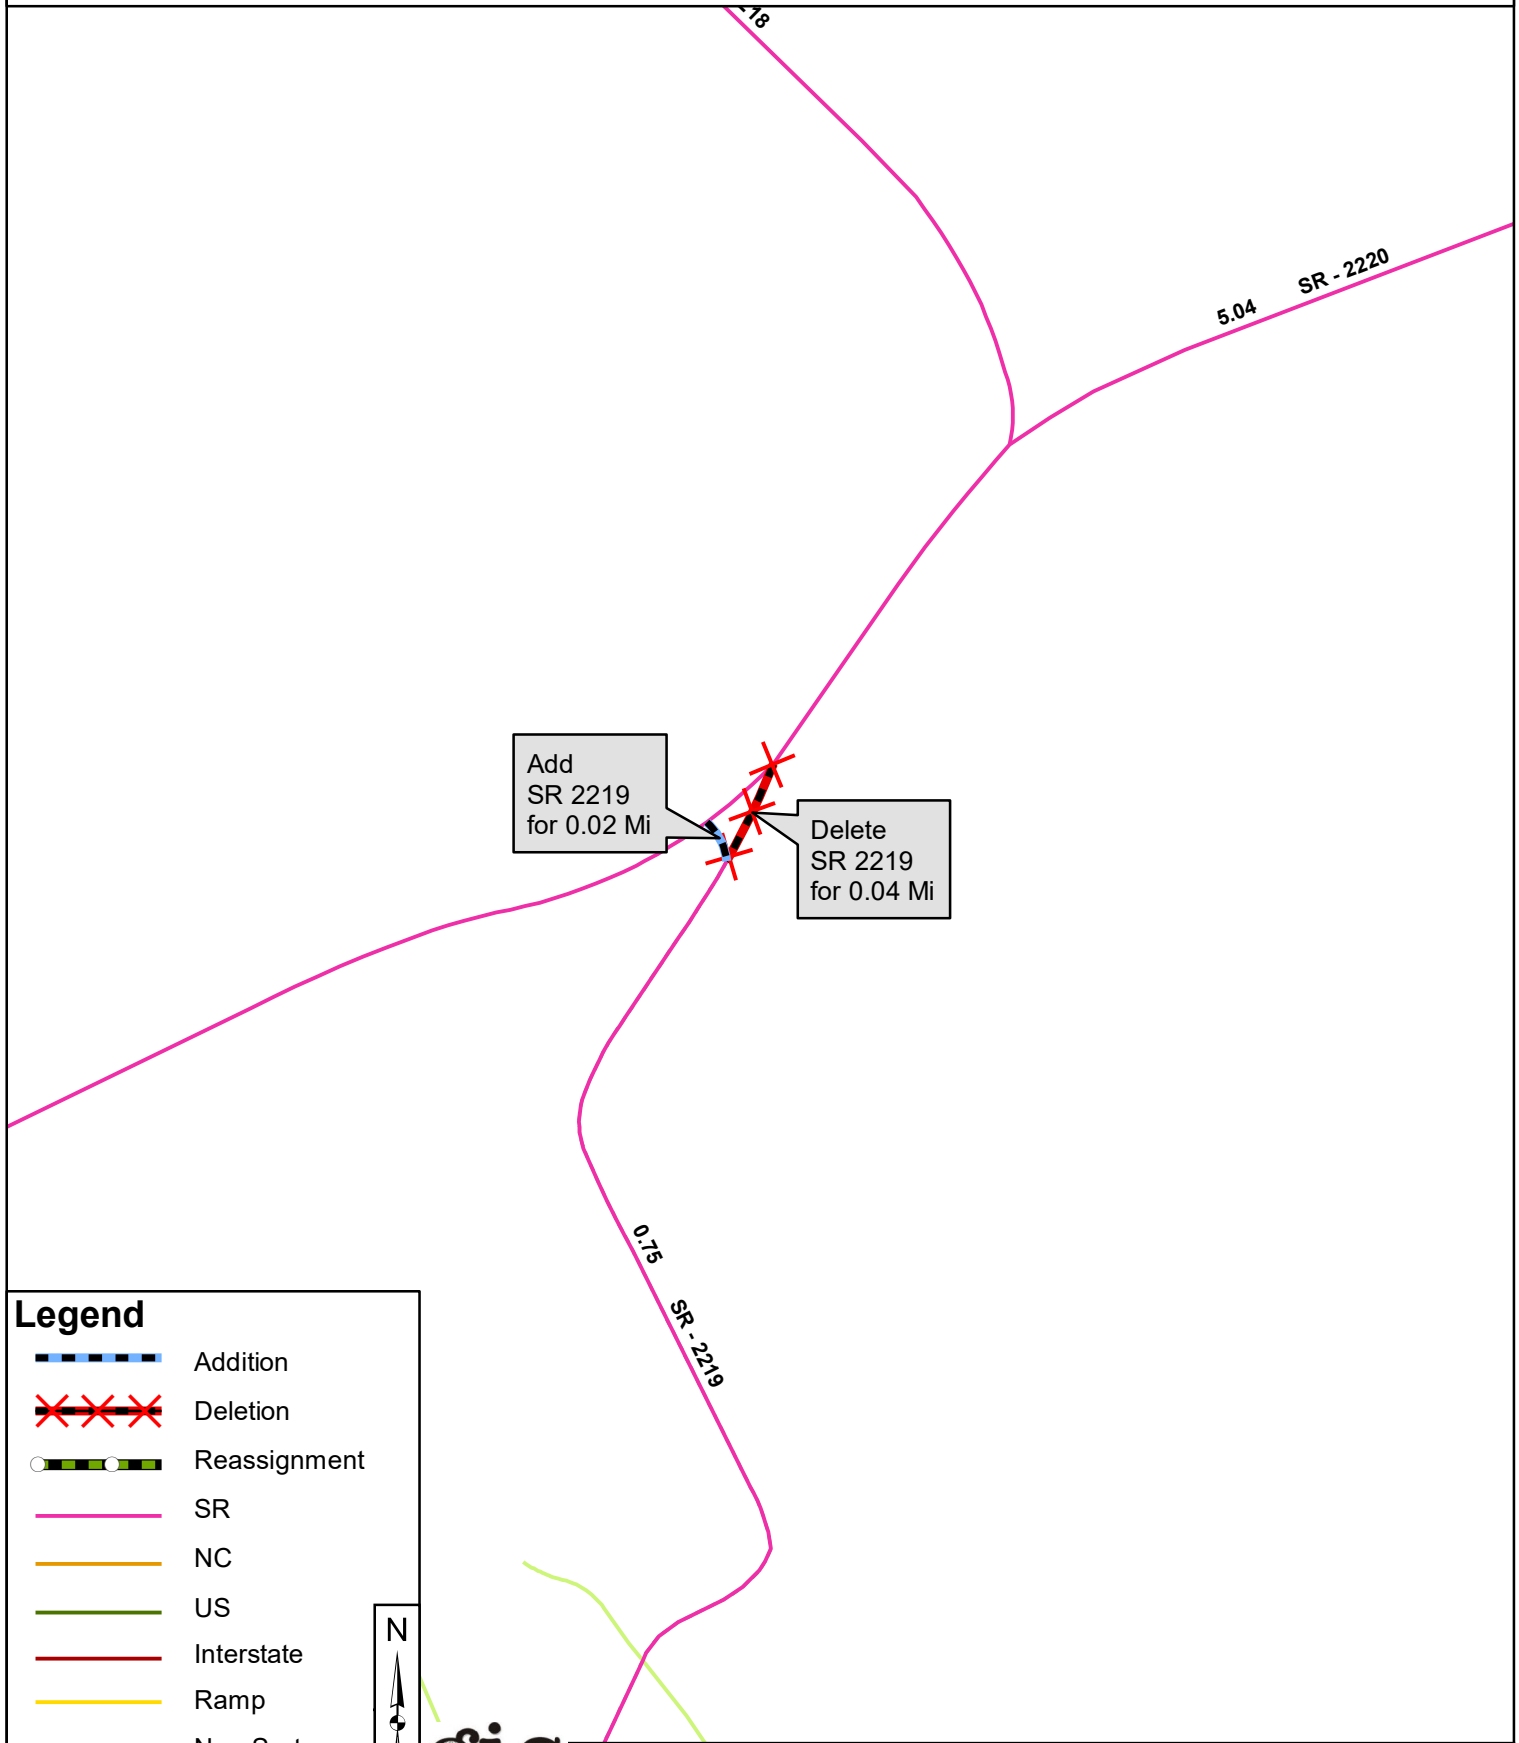 SR - 2220
5.04
Add
SR 2219
for 0.02 Mi
Delete
SR 2219
for 0.04 Mi
0.75
SR - 2219
Legend
Addition
Deletion
Reassignment
SR
NC
US
Interstate
Ramp
N